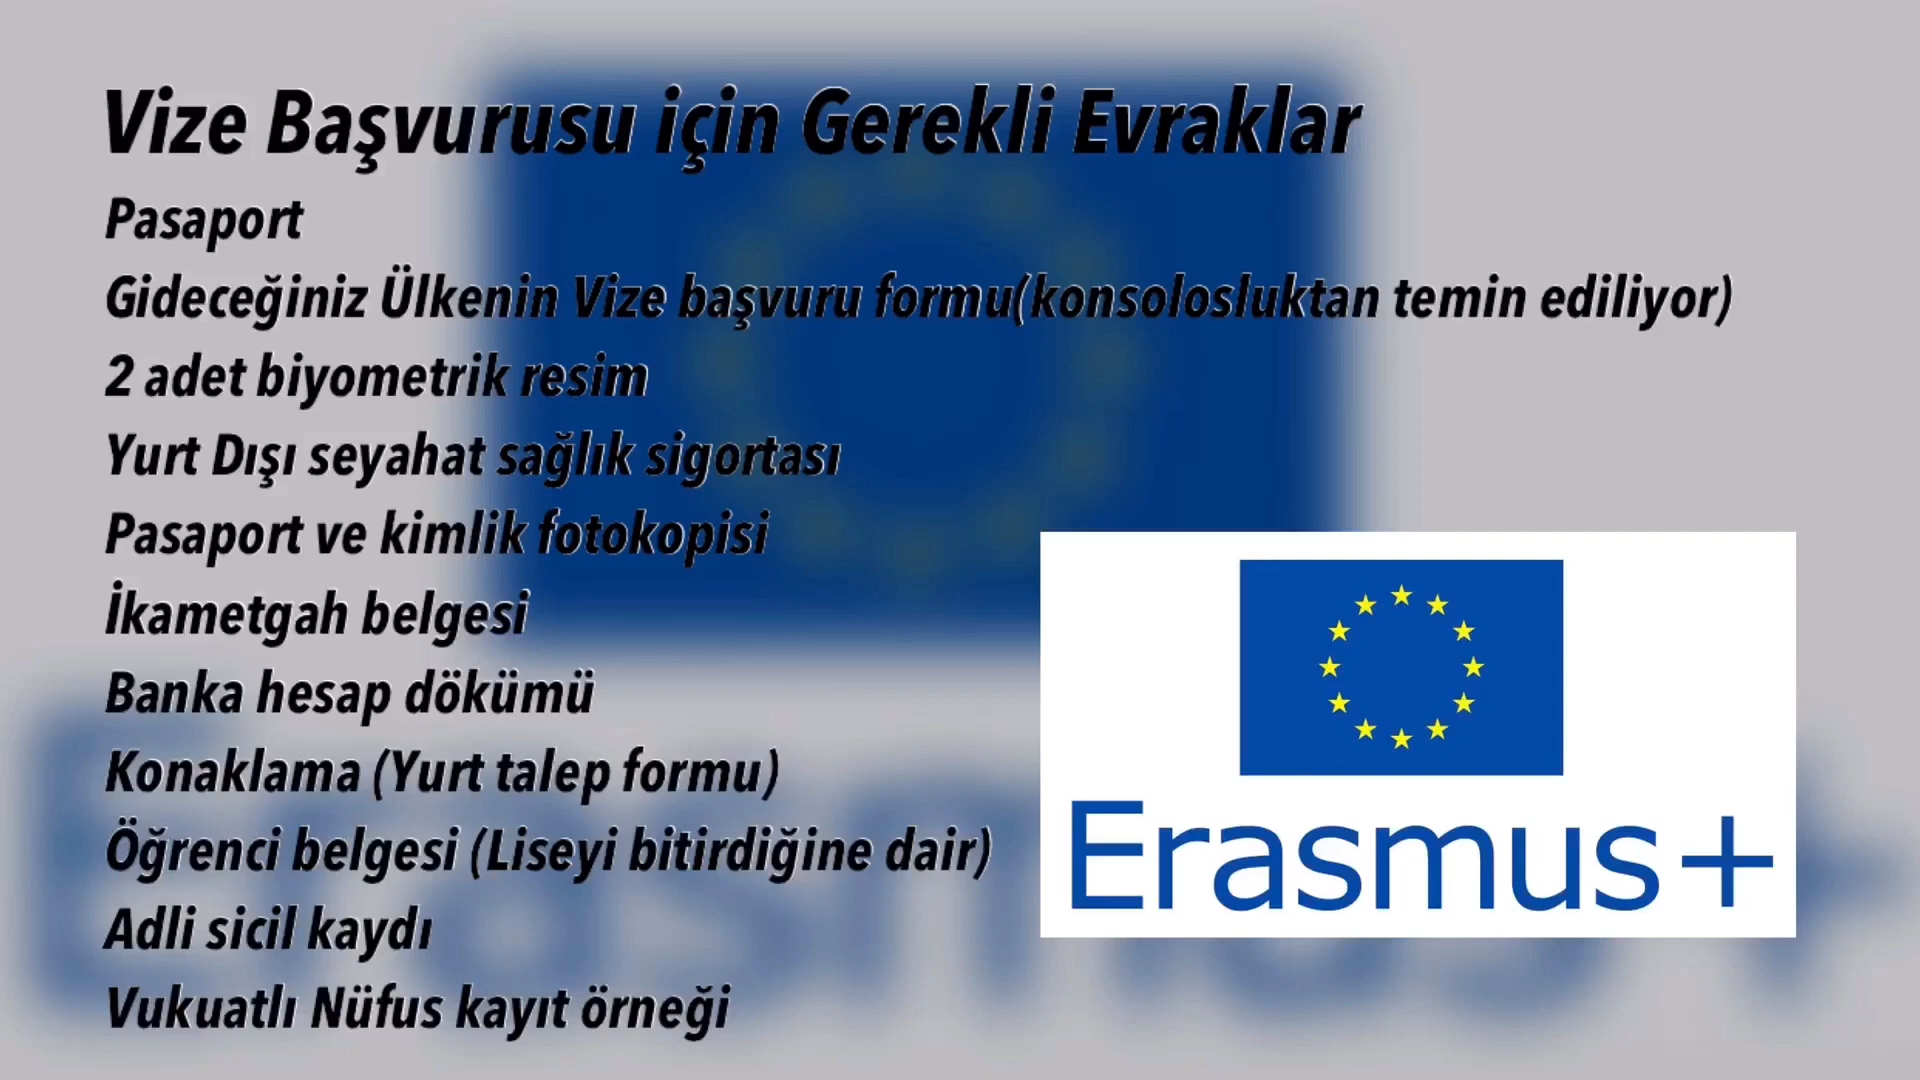 Vize Başvurusu için Gerekli Evraklar
Pasaport
Gideceğiniz Ülkenin Vize başvuru formu(konsolosluktan temin ediliyor)
2 adet biyometrik resim
Yurt Dışı seyahat sağlık sigortası
Pasaport ve kimlik fotokopisi
İkametgah belgesi
Banka hesap dökümü
Konaklama (Yurt talep formu)
Öğrenci belgesi (Liseyi bitirdiğine dair)
Adli sicil kaydı
Vukuatlı Nüfus kayıt örneği
Erasmus+